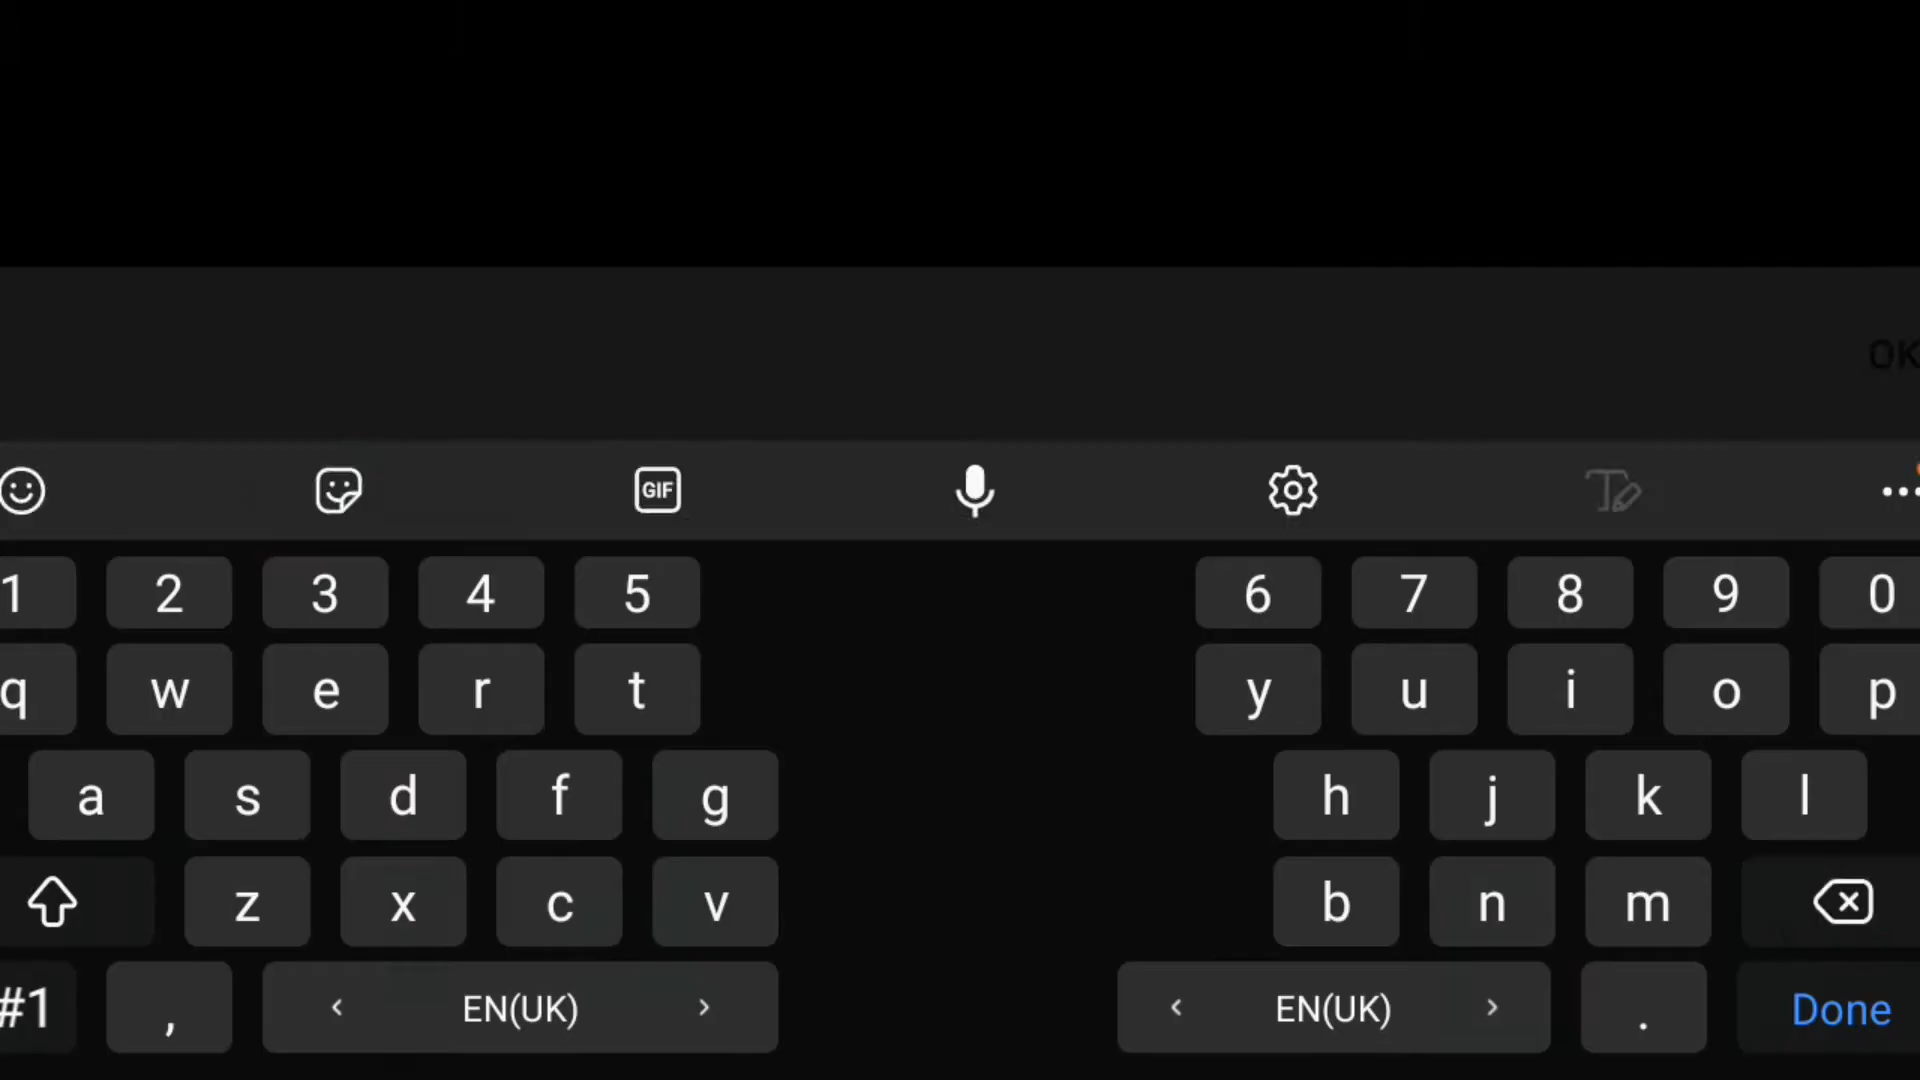 OK
GIF
1 2 3 4 5 6 7 8 9 0
q w e r t y u i o p
a s d f g h j k l
z x c v b n m
#1 , < EN(UK) > < EN(UK) > . Done